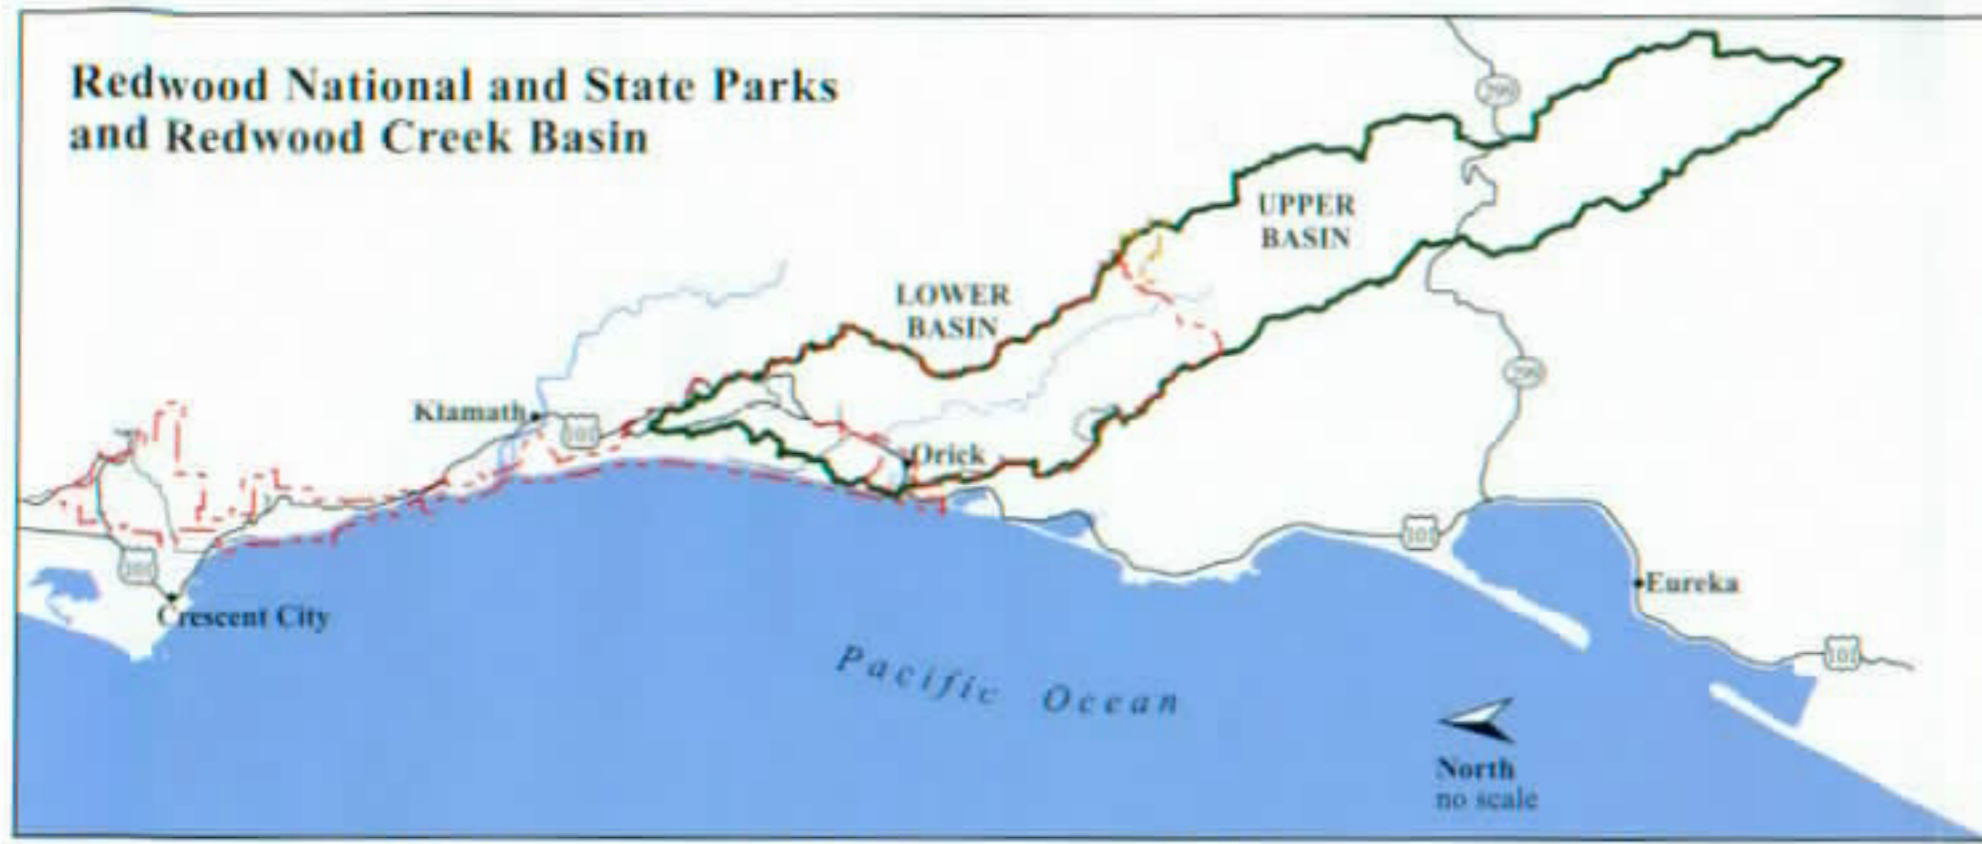 Redwood National and State Parks
and Redwood Creek Basin
299
UPPER
BASIN
LOWER
BASIN
299
Klamath
101
Orick
101
101
Eureka
Crescent City
101
Pacific Ocean
North
no scale